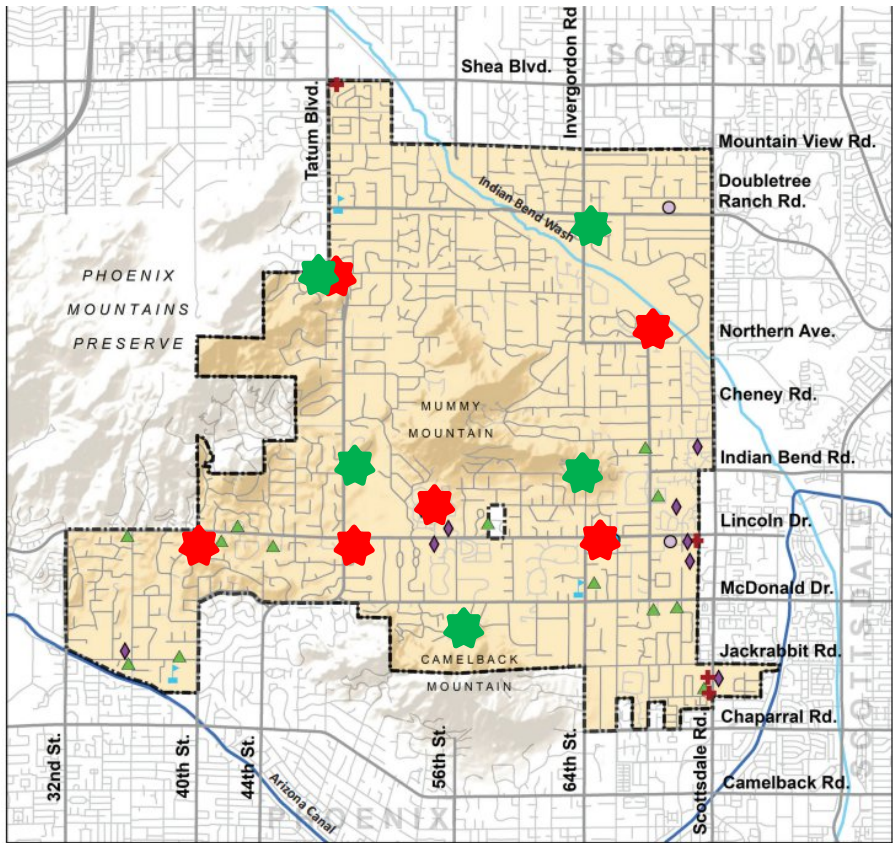 PHOENIX
SCOTTSDALE
Shea Blvd.
Tatum Blvd.
Invergordon Rd.
Mountain View Rd.
Doubletree
Ranch Rd.
Indian Bend Wash
PHOENIX
MOUNTAINS
PRESERVE
Northern Ave.
Cheney Rd.
MUMMY
MOUNTAIN
Indian Bend Rd.
Lincoln Dr.
McDonald Dr.
Jackrabbit Rd.
CAMELBACK
MOUNTAIN
Chaparral Rd.
32nd St.
40th St.
44th St.
56th St.
64th St.
Scottsdale Rd.
Camelback Rd.
Arizona Canal
PHOENIX
SCOTTSDALE